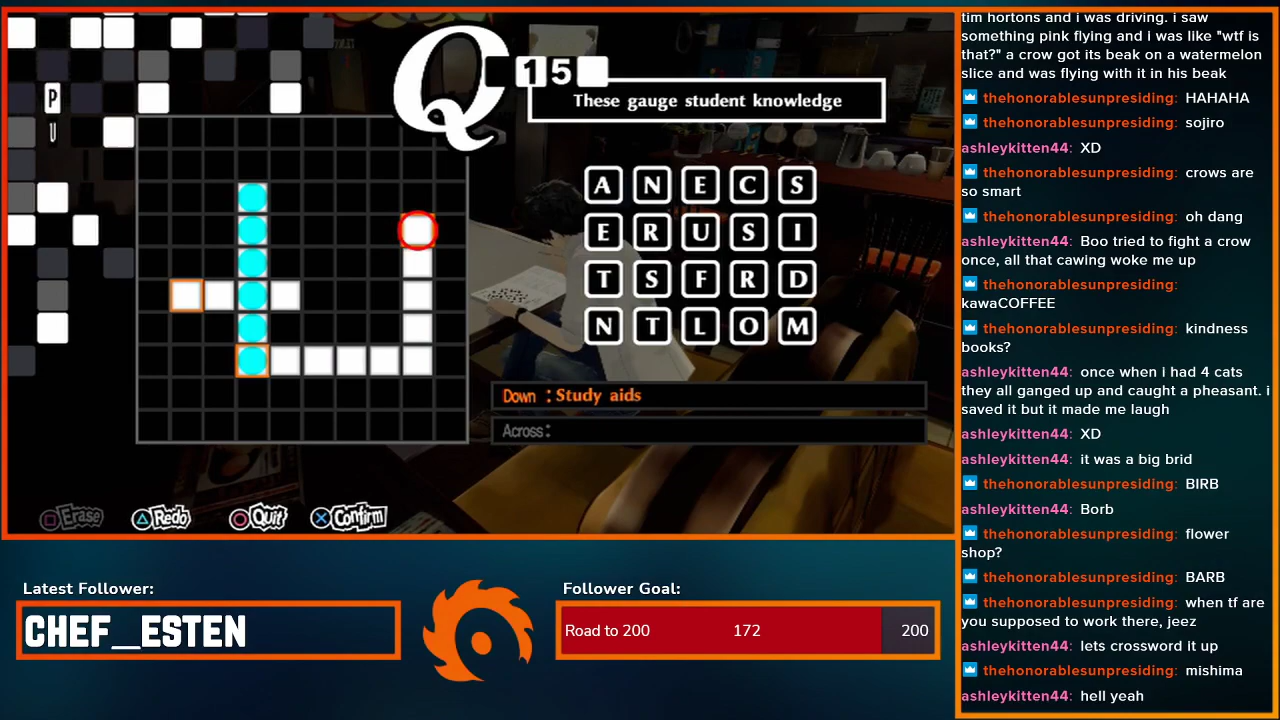 Q 15
These gauge student knowledge
P
U
A N E C S
E R U S I
T S F R D
N T L O M
Down : Study aids
Across:
Erase Redo Quit Confirm
Latest Follower:
CHEF_ESTEN
Follower Goal:
Road to 200 172 200
tim hortons and i was driving. i saw
something pink flying and i was like "wtf is
that?" a crow got its beak on a watermelon
slice and was flying with it in his beak
thehonorablesunpresiding: HAHAHA
thehonorablesunpresiding: sojiro
ashleykitten44: XD
thehonorablesunpresiding: crows are
so smart
thehonorablesunpresiding: oh dang
ashleykitten44: Boo tried to fight a crow
once, all that cawing woke me up
thehonorablesunpresiding:
kawaCOFFEE
thehonorablesunpresiding: kindness
books?
ashleykitten44: once when i had 4 cats
they all ganged up and caught a pheasant. i
saved it but it made me laugh
ashleykitten44: XD
ashleykitten44: it was a big brid
thehonorablesunpresiding: BIRB
ashleykitten44: Borb
thehonorablesunpresiding: flower
shop?
thehonorablesunpresiding: BARB
thehonorablesunpresiding: when tf are
you supposed to work there, jeez
ashleykitten44: lets crossword it up
thehonorablesunpresiding: mishima
ashleykitten44: hell yeah